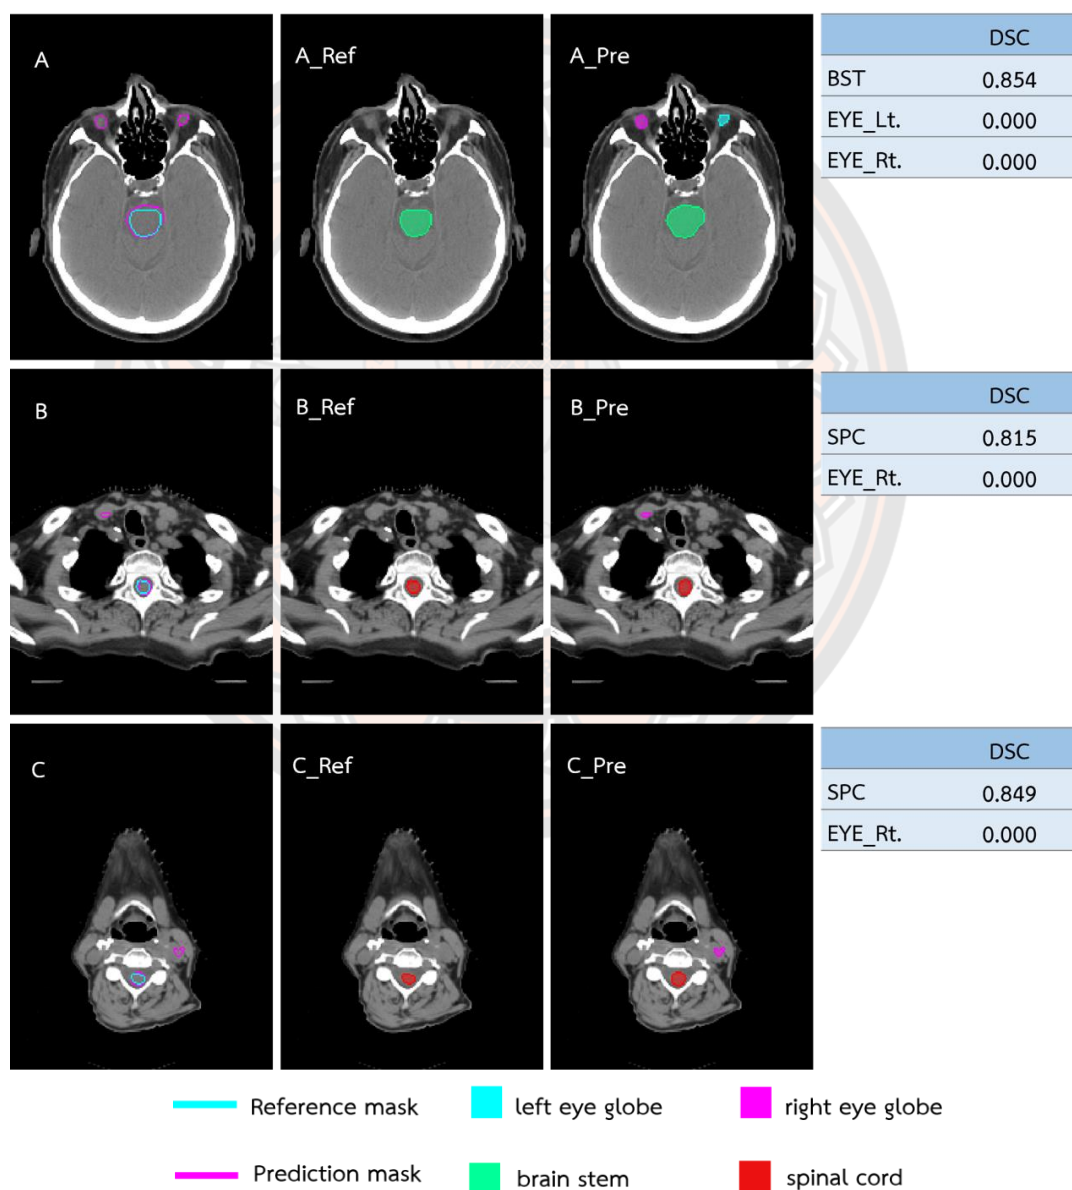 A
A_Ref
A_Pre
DSC
BST 0.854
EYE_Lt. 0.000
EYE_Rt. 0.000
B
B_Ref
B_Pre
DSC
SPC 0.815
EYE_Rt. 0.000
C
C_Ref
C_Pre
DSC
SPC 0.849
EYE_Rt. 0.000
Reference mask left eye globe right eye globe
Prediction mask brain stem spinal cord